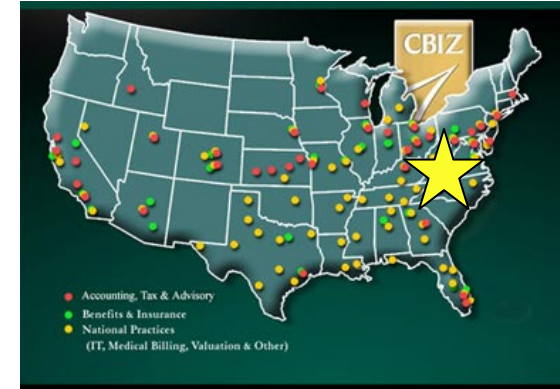 CBIZ
Accounting, Tax & Advisory
Benefits & Insurance
National Practices
(IT, Medical Billing, Valuation & Other)